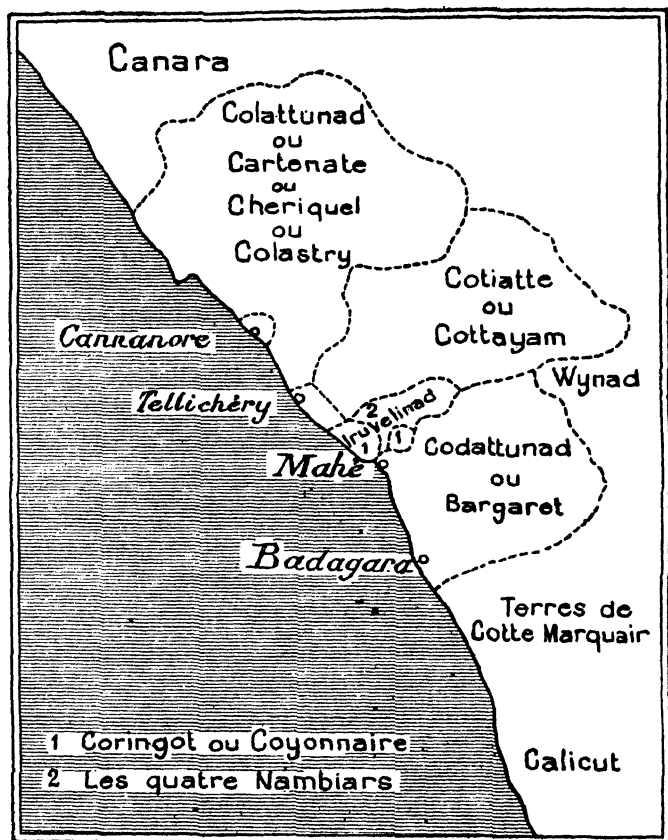 Canara
Colattunad
ou
Cartenate
ou
Cheriquel
ou
Colastry
Cotiatte
ou
Cottayam
Cannanore
Wynad
Tellichéry
2
Iruvelinad
1
1
Mahé
Codattunad
ou
Bargaret
Badagara
Terres de
Cotte Marquair
1 Coringot ou Coyonnaire
2 Les quatre Nambiars
Calicut